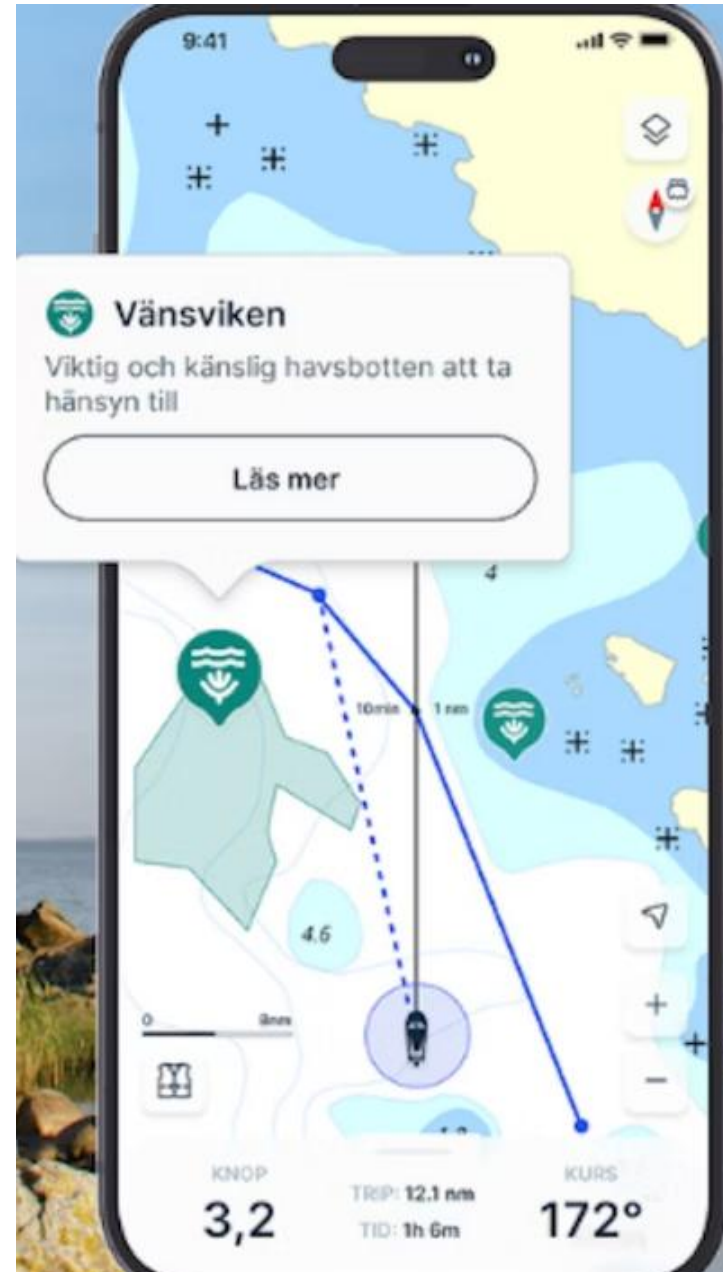 9:41
Vänsviken
Viktig och känslig havsbotten att ta
hänsyn till
Läs mer
4
10min 1 nm
4.6
0
KNOP
TRIP: 12.1 nm
KURS
3,2
TID: 1h 6m
172°